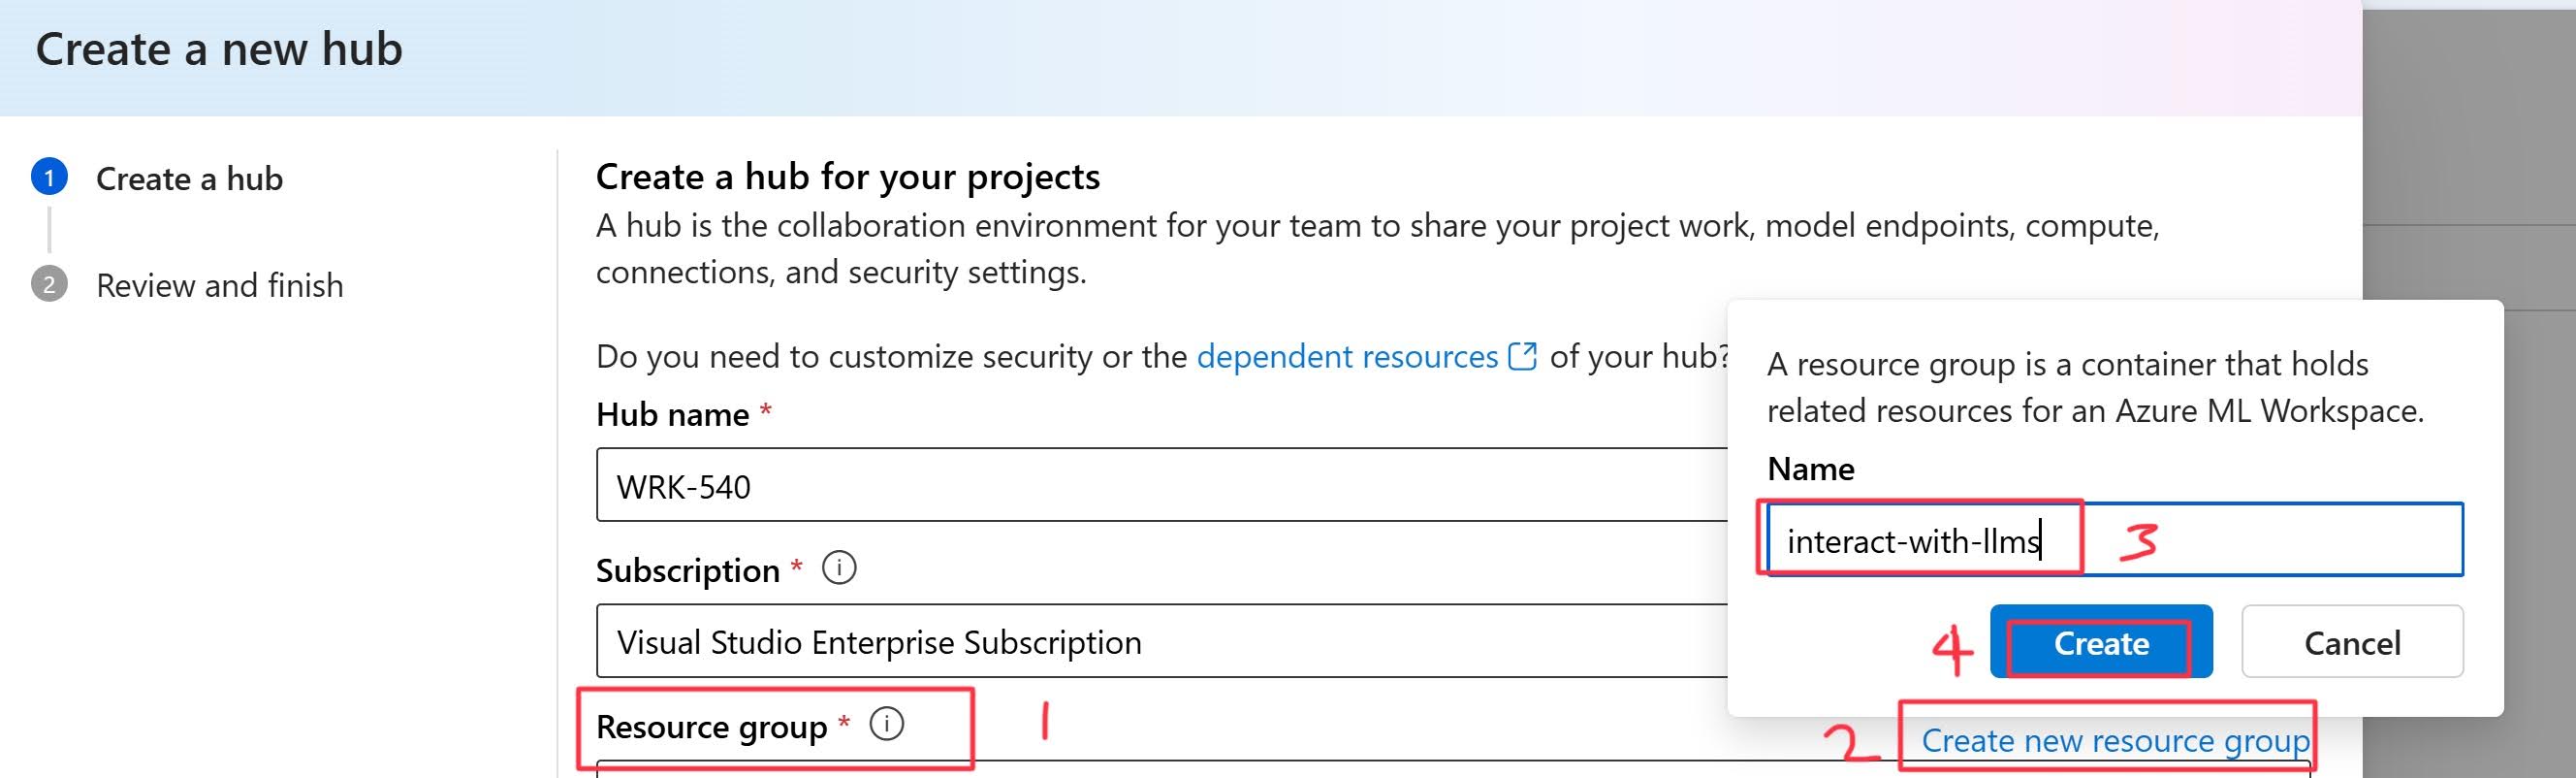 Create a new hub
1 Create a hub
2 Review and finish
Create a hub for your projects
A hub is the collaboration environment for your team to share your project work, model endpoints, compute,
connections, and security settings.
Do you need to customize security or the dependent resources of your hub?
Hub name *
WRK-540
Subscription * i
Visual Studio Enterprise Subscription
Resource group * i
1
A resource group is a container that holds
related resources for an Azure ML Workspace.
Name
interact-with-llms
3
4
Create
Cancel
2
Create new resource group